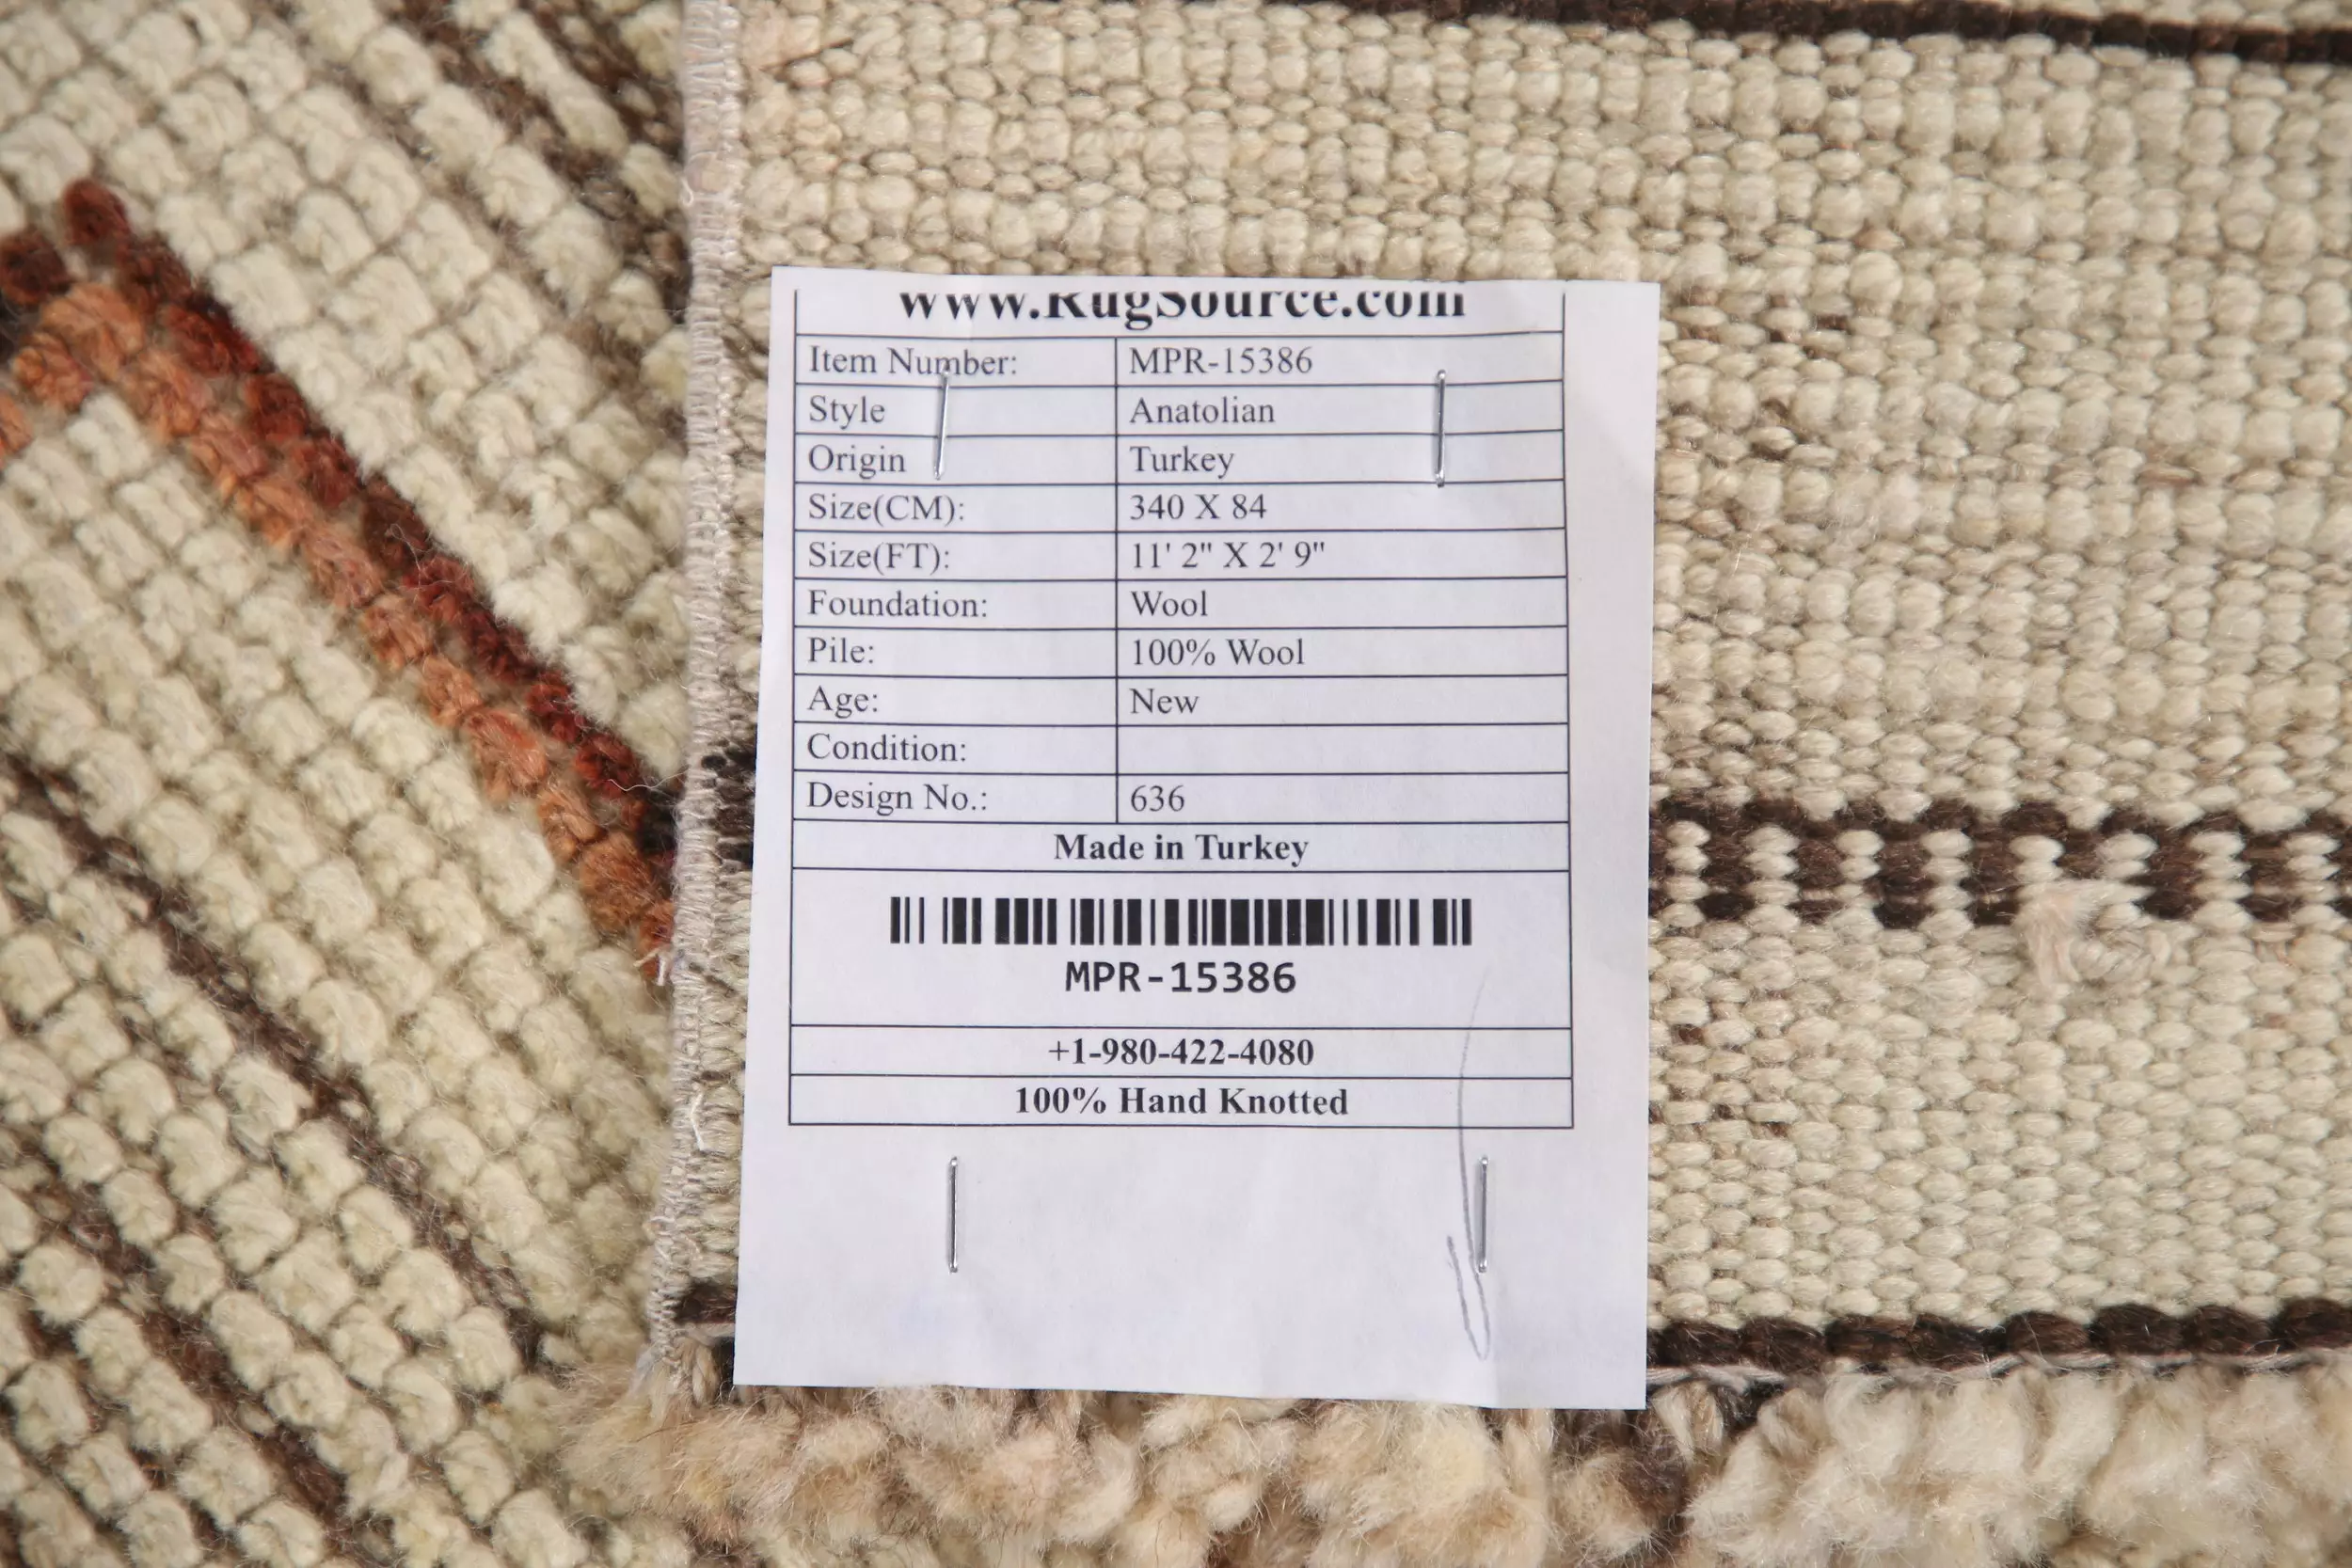 www.RugSource.com
Item Number: MPR-15386
Style Anatolian
Origin Turkey
Size(CM): 340 X 84
Size(FT): 11' 2" X 2' 9"
Foundation: Wool
Pile: 100% Wool
Age: New
Condition:
Design No.: 636
Made in Turkey
MPR-15386
+1-980-422-4080
100% Hand Knotted